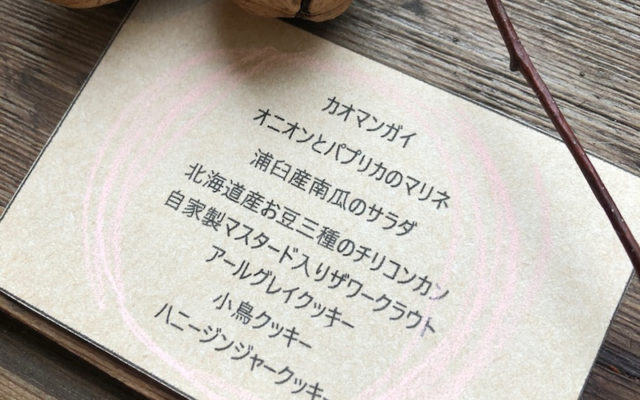 カオマンガイ
オニオンとパプリカのマリネ
浦臼産南瓜のサラダ
北海道産お豆三種のチリコンカン
自家製マスタード入りザワークラウト
アールグレイクッキー
小鳥クッキー
ハニージンジャークッキー